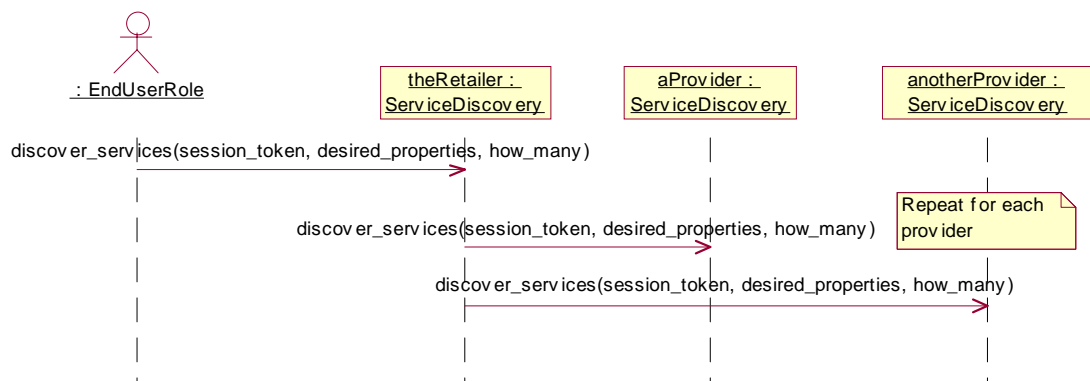 : EndUserRole
theRetailer :
ServiceDiscovery
aProvider :
ServiceDiscovery
anotherProvider :
ServiceDiscovery
discover_services(session_token, desired_properties, how_many)
Repeat for each
provider
discover_services(session_token, desired_properties, how_many)
discover_services(session_token, desired_properties, how_many)